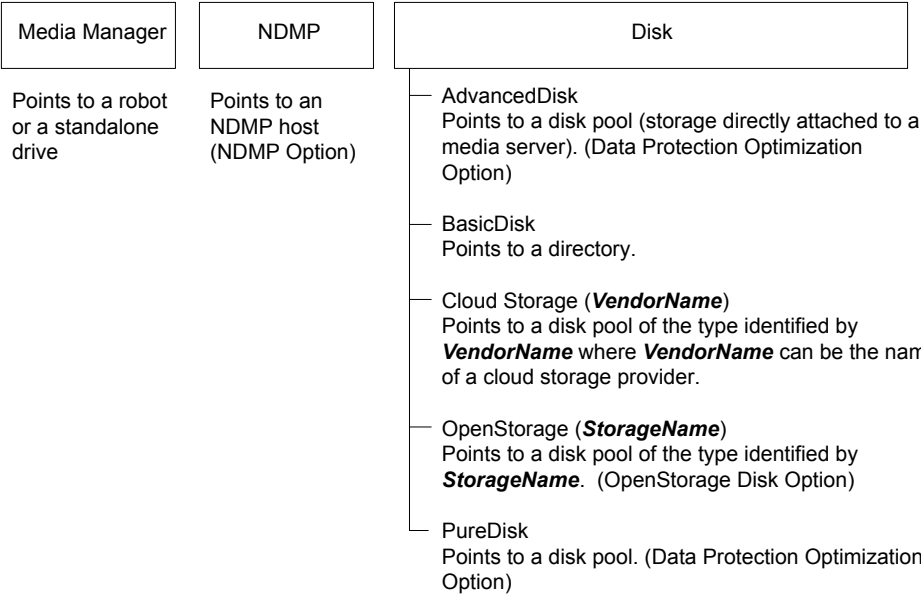 Media Manager
NDMP
Disk
Points to a robot
or a standalone
drive
Points to an
NDMP host
(NDMP Option)
AdvancedDisk
Points to a disk pool (storage directly attached to a
media server). (Data Protection Optimization
Option)
BasicDisk
Points to a directory.
Cloud Storage (VendorName)
Points to a disk pool of the type identified by
VendorName where VendorName can be the nam
of a cloud storage provider.
OpenStorage (StorageName)
Points to a disk pool of the type identified by
StorageName. (OpenStorage Disk Option)
PureDisk
Points to a disk pool. (Data Protection Optimization
Option)